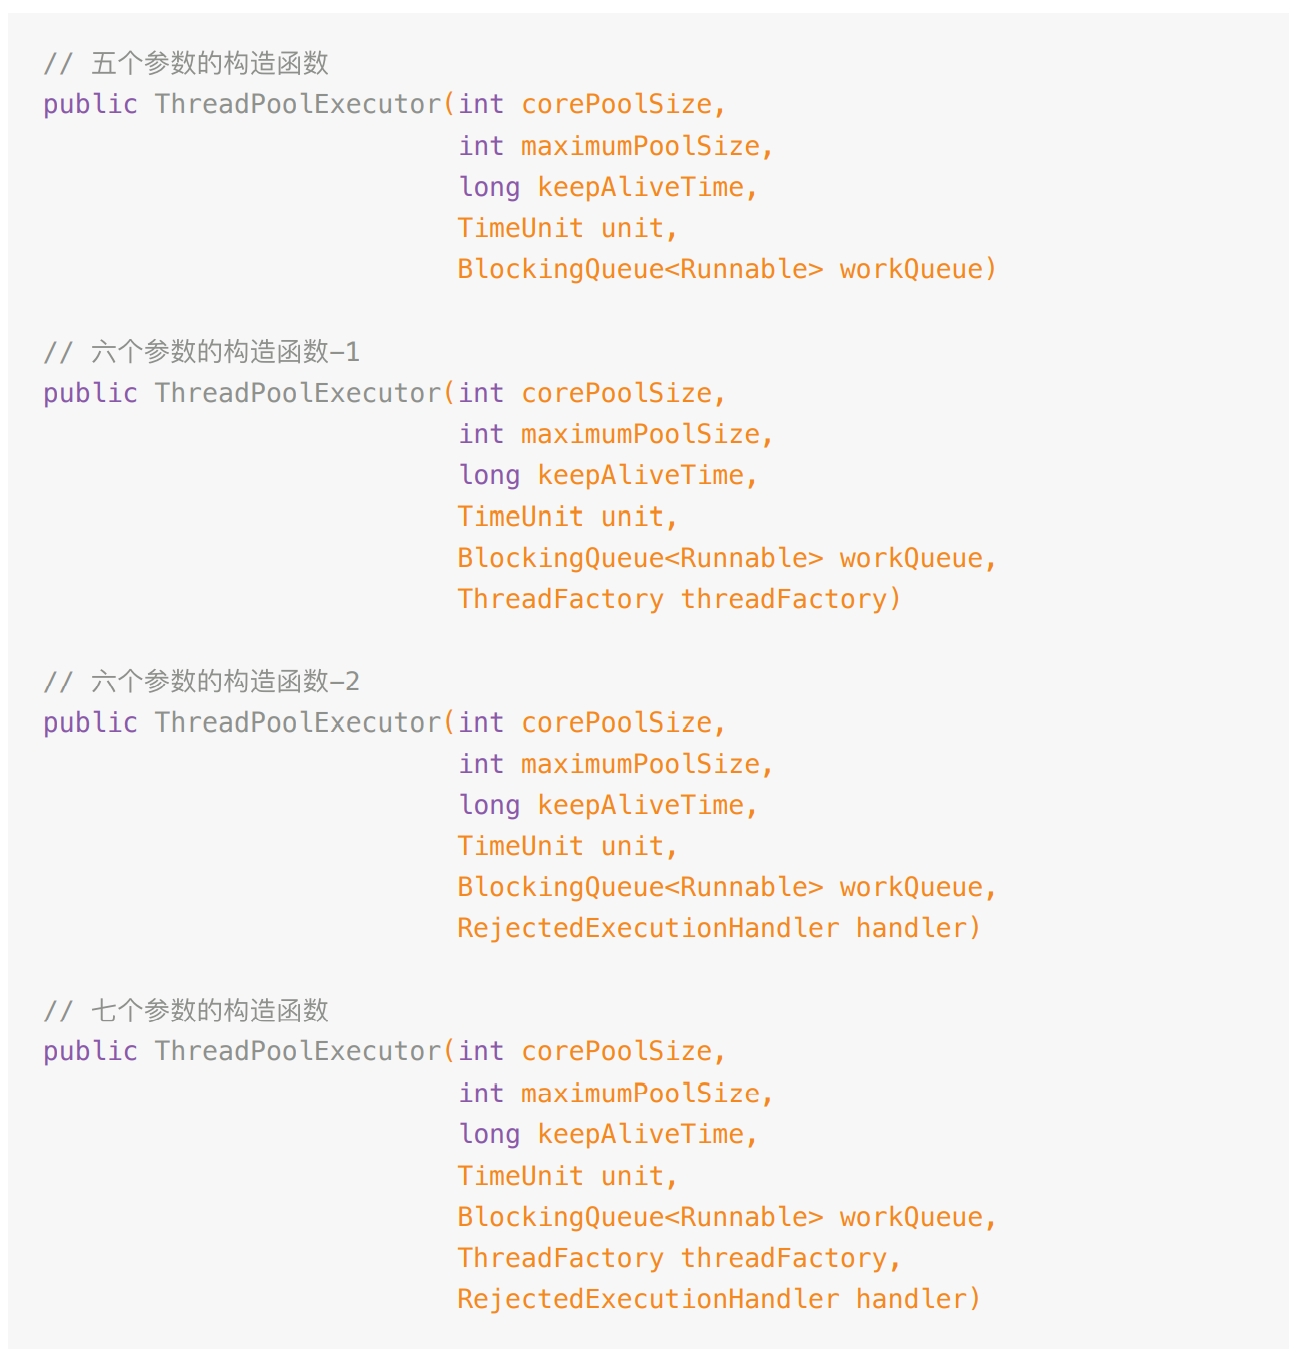 // 五个参数的构造函数
public ThreadPoolExecutor(int corePoolSize,
int maximumPoolSize,
long keepAliveTime,
TimeUnit unit,
BlockingQueue<Runnable> workQueue)
// 六个参数的构造函数-1
public ThreadPoolExecutor(int corePoolSize,
int maximumPoolSize,
long keepAliveTime,
TimeUnit unit,
BlockingQueue<Runnable> workQueue,
ThreadFactory threadFactory)
// 六个参数的构造函数-2
public ThreadPoolExecutor(int corePoolSize,
int maximumPoolSize,
long keepAliveTime,
TimeUnit unit,
BlockingQueue<Runnable> workQueue,
RejectedExecutionHandler handler)
// 七个参数的构造函数
public ThreadPoolExecutor(int corePoolSize,
int maximumPoolSize,
long keepAliveTime,
TimeUnit unit,
BlockingQueue<Runnable> workQueue,
ThreadFactory threadFactory,
RejectedExecutionHandler handler)